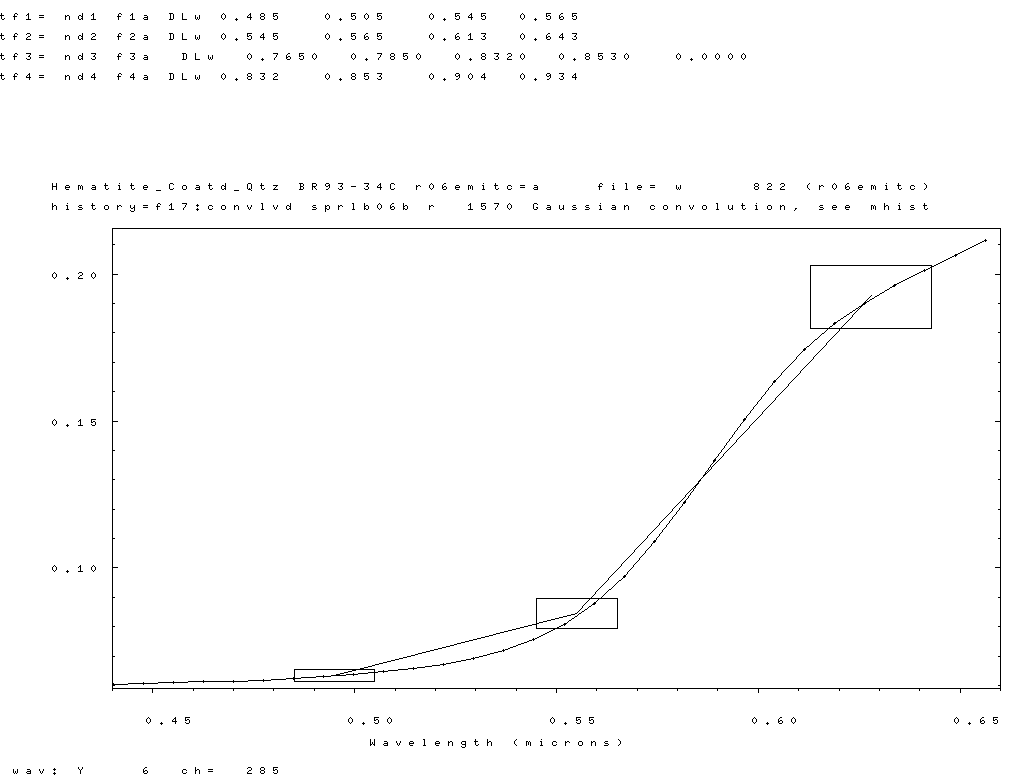 tf1= nd1 f1a DLw 0.485 0.505 0.545 0.565
tf2= nd2 f2a DLw 0.545 0.565 0.613 0.643
tf3= nd3 f3a DLw 0.7650 0.7850 0.8320 0.8530 0.0000
tf4= nd4 f4a DLw 0.832 0.853 0.904 0.934
Hematite_Coatd_Qtz BR93-34C r06emitc=a file= w 822 (r06emitc)
history=f17:convlvd sprlb06b r 1570 Gaussian convolution, see mhist
0.20
0.15
0.10
0.45 0.50 0.55 0.60 0.65
Wavelength (microns)
wav: Y 6 ch= 285